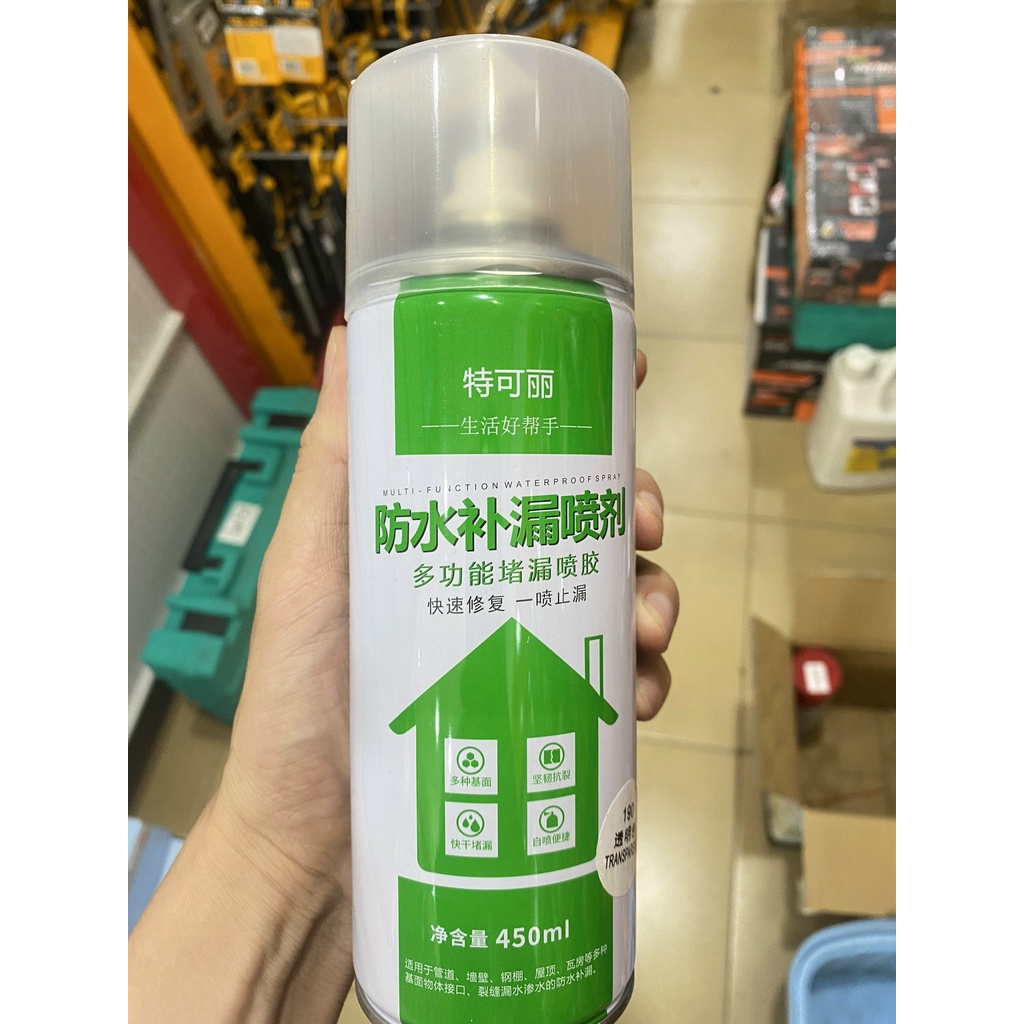 特可丽
——生活好帮手——
MULTI-FUNCTION WATERPROOF SPRAY
防水补漏喷剂
多功能堵漏喷胶
快速修复 一喷止漏
多种基面
坚韧抗裂
快干堵漏
自喷便捷
190
透明
净含量 450ml
适用于管道、墙壁、钢棚、屋顶、瓦房等多种
基面物体接口、裂缝漏水渗水的防水补漏。